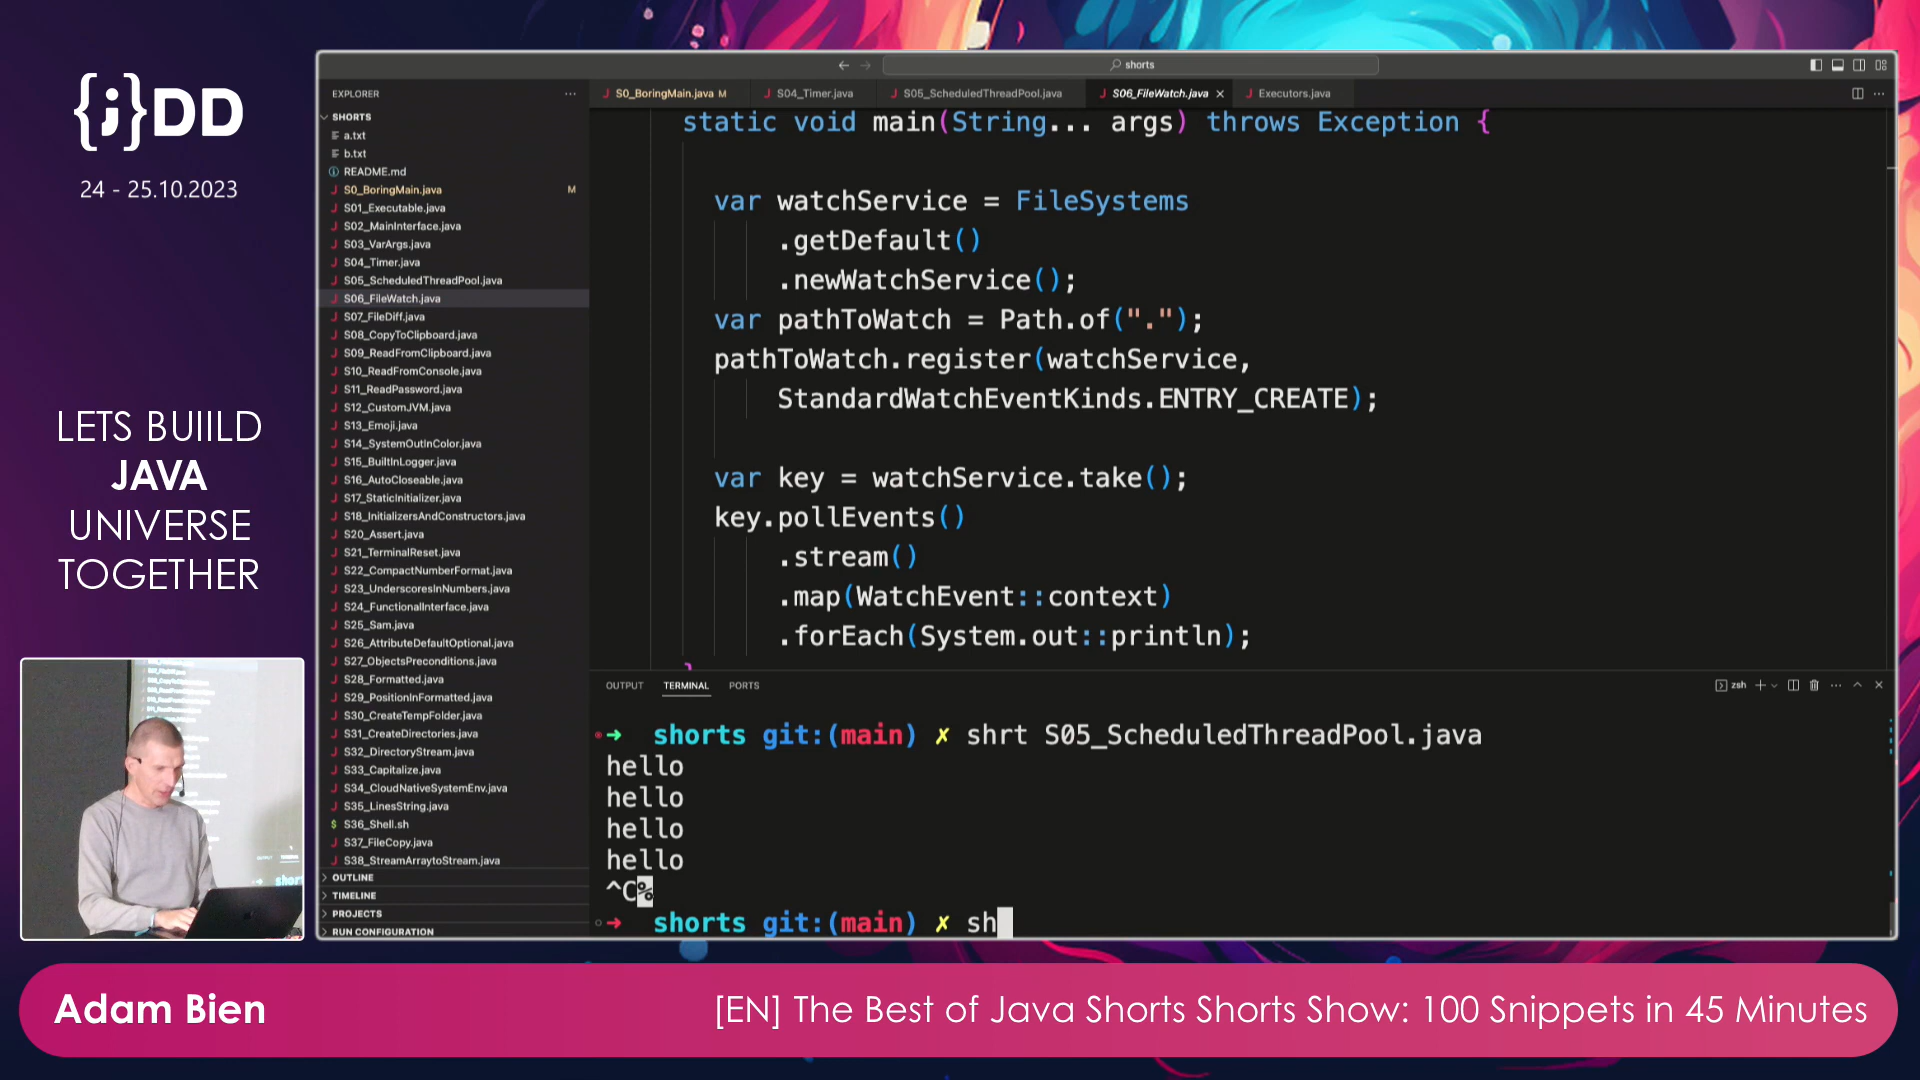 {j}DD
24 - 25.10.2023
LETS BUIILD
JAVA
UNIVERSE
TOGETHER
shorts
EXPLORER
SHORTS
a.txt
b.txt
README.md
S0_BoringMain.java M
S01_Executable.java
S02_MainInterface.java
S03_VarArgs.java
S04_Timer.java
S05_ScheduledThreadPool.java
S06_FileWatch.java
S07_FileDiff.java
S08_CopyToClipboard.java
S09_ReadFromClipboard.java
S10_ReadFromConsole.java
S11_ReadPassword.java
S12_CustomJVM.java
S13_Emoji.java
S14_SystemOutInColor.java
S15_BuiltInLogger.java
S16_AutoCloseable.java
S17_StaticInitializer.java
S18_InitializersAndConstructors.java
S20_Assert.java
S21_TerminalReset.java
S22_CompactNumberFormat.java
S23_UnderscoresInNumbers.java
S24_FunctionalInterface.java
S25_Sam.java
S26_AttributeDefaultOptional.java
S27_ObjectsPreconditions.java
S28_Formatted.java
S29_PositionInFormatted.java
S30_CreateTempFolder.java
S31_CreateDirectories.java
S32_DirectoryStream.java
S33_Capitalize.java
S34_CloudNativeSystemEnv.java
S35_LinesString.java
S36_Shell.sh
S37_FileCopy.java
S38_StreamArraytoStream.java
OUTLINE
TIMELINE
PROJECTS
RUN CONFIGURATION
S0_BoringMain.java M S04_Timer.java S05_ScheduledThreadPool.java S06_FileWatch.java Executors.java
static void main(String... args) throws Exception {
var watchService = FileSystems
.getDefault()
.newWatchService();
var pathToWatch = Path.of(".");
pathToWatch.register(watchService,
StandardWatchEventKinds.ENTRY_CREATE);
var key = watchService.take();
key.pollEvents()
.stream()
.map(WatchEvent::context)
.forEach(System.out::println);
}
OUTPUT TERMINAL PORTS zsh
➜ shorts git:(main) ✗ shrt S05_ScheduledThreadPool.java
hello
hello
hello
hello
^C%
➜ shorts git:(main) ✗ sh
Adam Bien
[EN] The Best of Java Shorts Shorts Show: 100 Snippets in 45 Minutes